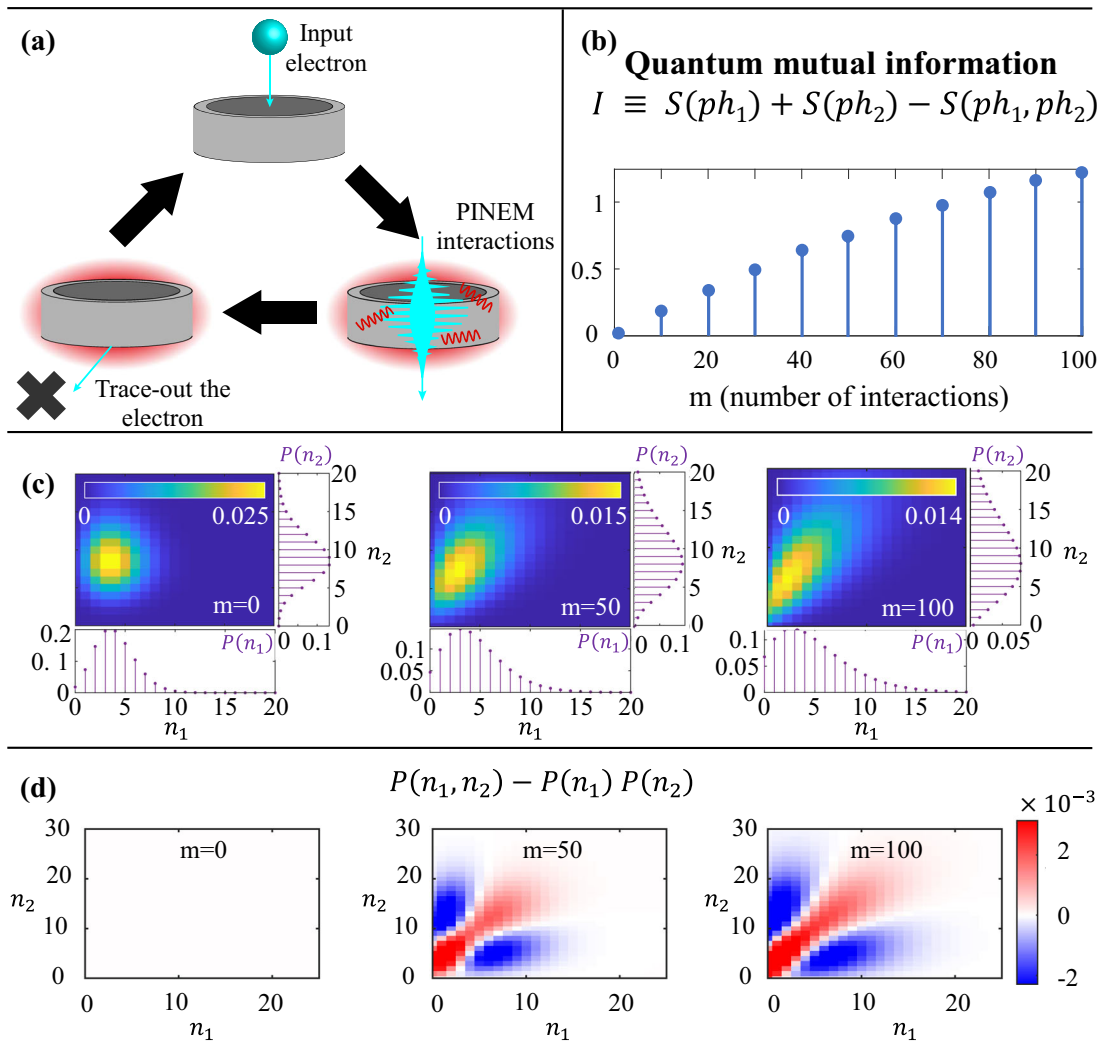 (a)
Input
electron
PINEM
interactions
Trace-out the
electron
(b)
Quantum mutual information
I ≡ S(ph₁) + S(ph₂) − S(ph₁, ph₂)
1
0.5
0
0 20 40 60 80 100
m (number of interactions)
(c)
P(n₂)
20
15
10
5
0
n₂
0 0.1
0 0.025
m=0
0.2
0.1
0
P(n₁)
0 5 10 15 20
n₁
P(n₂)
20
15
10
5
0
n₂
0 0.1
0 0.015
m=50
0.1
0.05
0
P(n₁)
0 5 10 15 20
n₁
P(n₂)
20
15
10
5
0
n₂
0 0.05
0 0.014
m=100
0.1
0.05
0
P(n₁)
0 5 10 15 20
n₁
(d)
P(n₁, n₂) − P(n₁) P(n₂)
30
20
n₂
10
0
m=0
0 10 20
n₁
30
20
n₂
10
0
m=50
0 10 20
n₁
30
20
n₂
10
0
m=100
0 10 20
n₁
× 10⁻³
2
0
-2